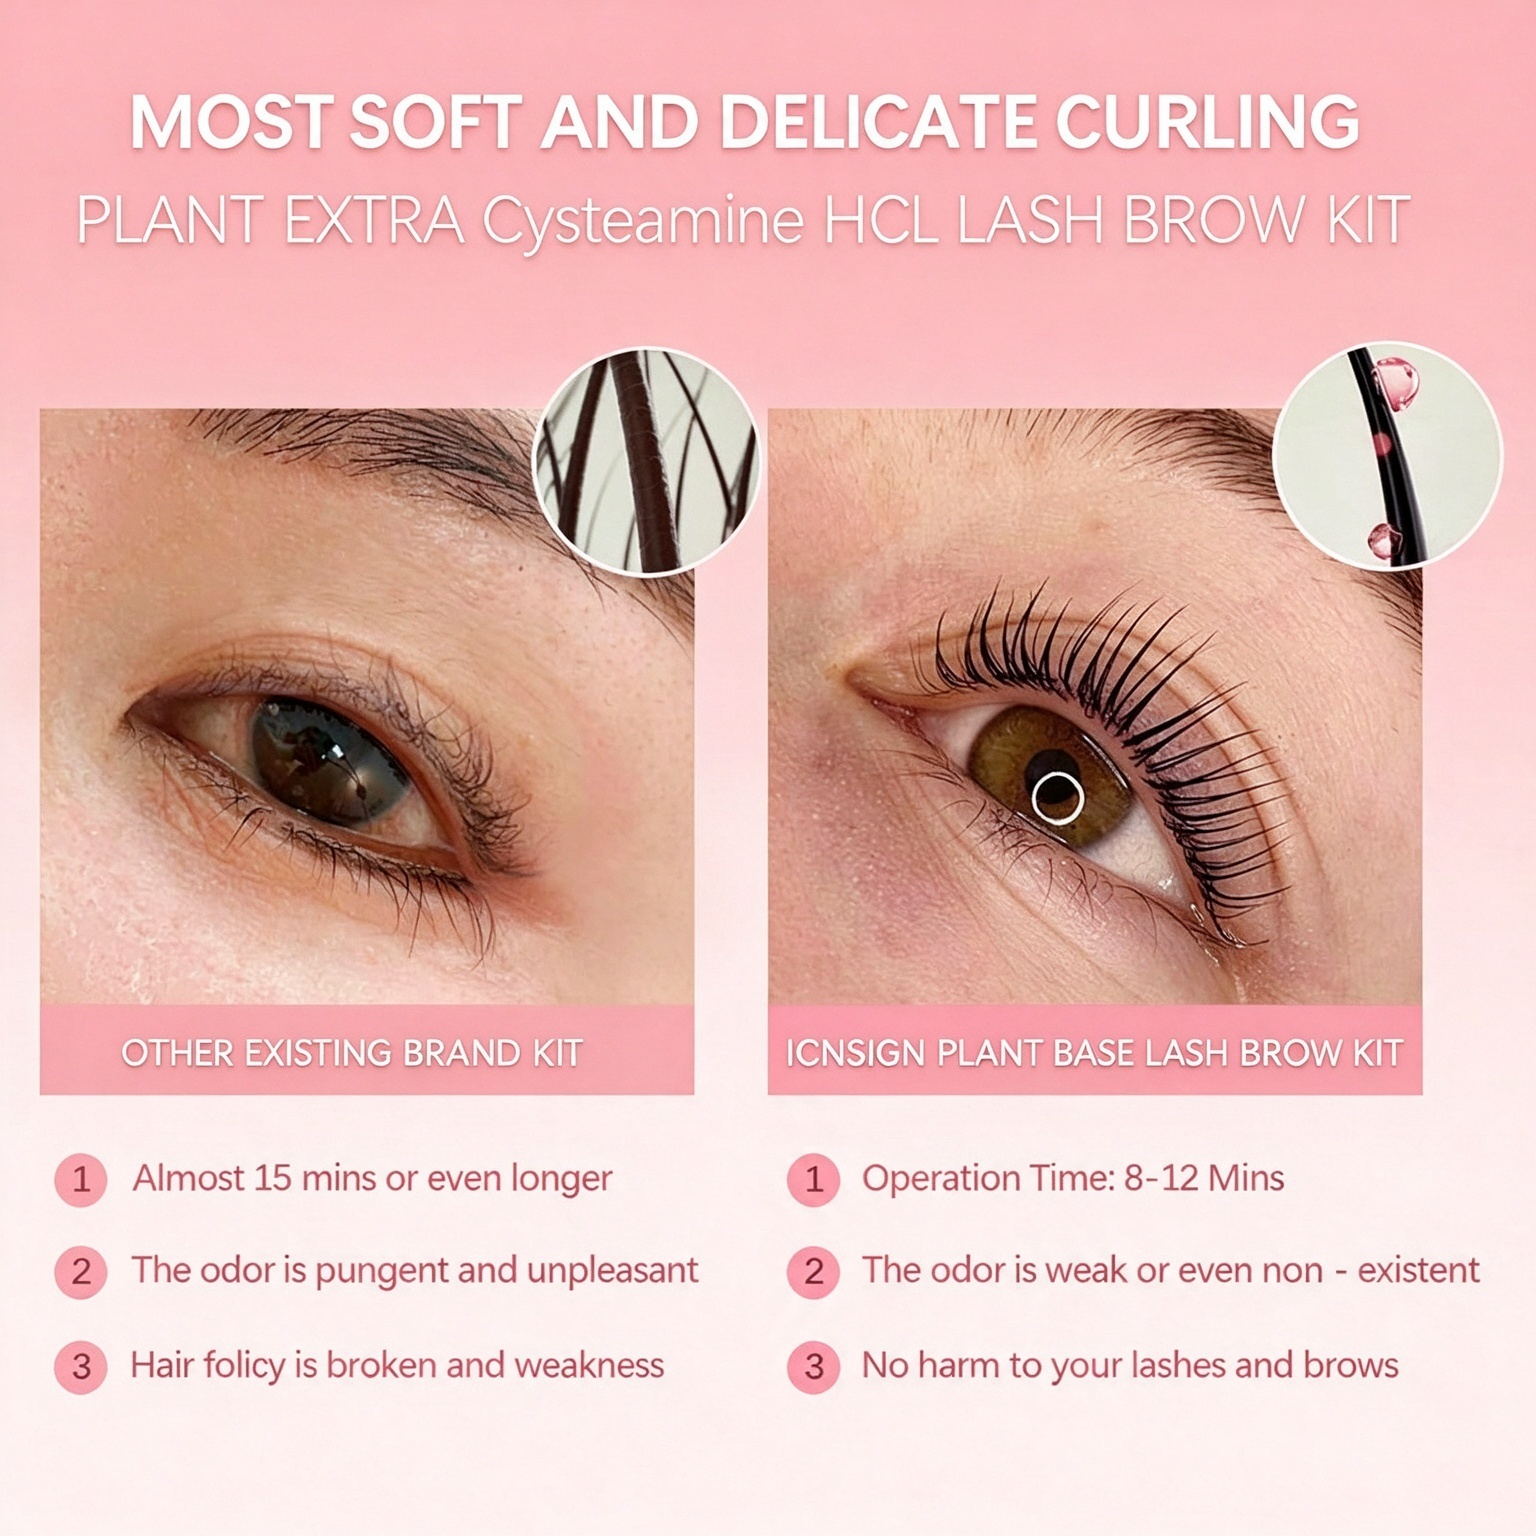 MOST SOFT AND DELICATE CURLING
PLANT EXTRA Cysteamine HCL LASH BROW KIT
OTHER EXISTING BRAND KIT
1 Almost 15 mins or even longer
2 The odor is pungent and unpleasant
3 Hair folicy is broken and weakness
ICNSIGN PLANT BASE LASH BROW KIT
1 Operation Time: 8-12 Mins
2 The odor is weak or even non - existent
3 No harm to your lashes and brows